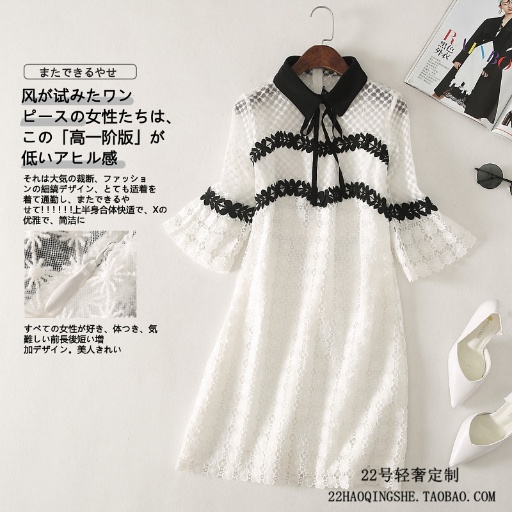 またできるやせ
风が试みたワン
ピースの女性たちは、
この「高一阶版」が
低いアヒル感
それは大気の裁断、ファッショ
ンの細鎬デザイン、とても适着を
着て通勤し、またできるや
せて!!!!!!上半身合体快適で、Xの
优雅で、简洁に
すべての女性が好き、体つき、気
難しい前長後短い増
加デザイン。美人きれい
22号轻奢定制
22HAOQINGSHE.TAOBAO.COM